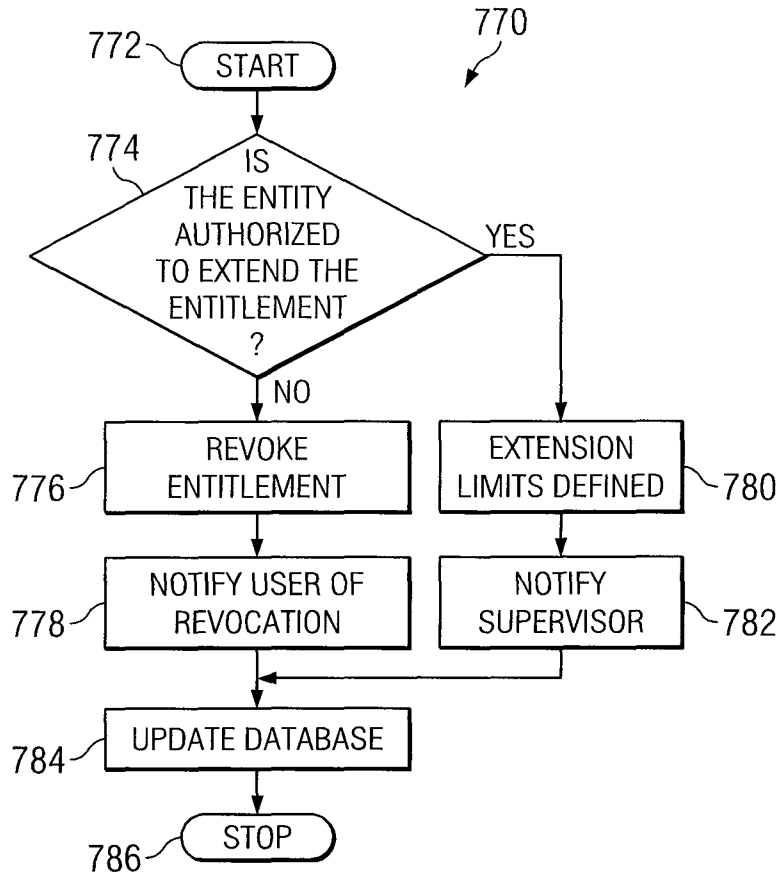 770
772
START
774
IS
THE ENTITY
AUTHORIZED
TO EXTEND THE
ENTITLEMENT
?
YES
NO
776
REVOKE
ENTITLEMENT
EXTENSION
LIMITS DEFINED
780
778
NOTIFY USER OF
REVOCATION
NOTIFY
SUPERVISOR
782
784
UPDATE DATABASE
786
STOP